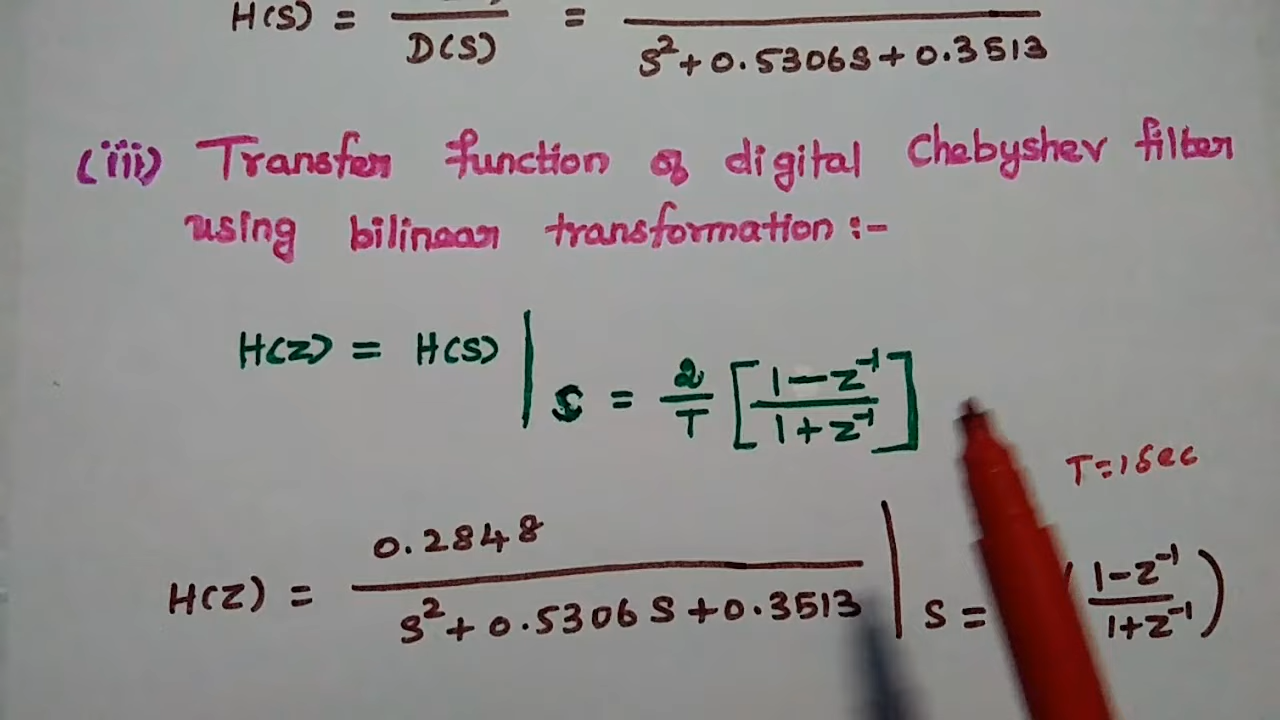 H(S) = ―― / D(S) = ―― / S²+0.5306S+0.3513
(iii) Transfer function of digital Chebyshev filter
using bilinear transformation :-
H(Z) = H(S) | S = 2/T [ 1-z⁻¹ / 1+z⁻¹ ]
T=1sec
H(Z) = 0.2848 / S²+0.5306S+0.3513 | S = ( 1-z⁻¹ / 1+z⁻¹ )